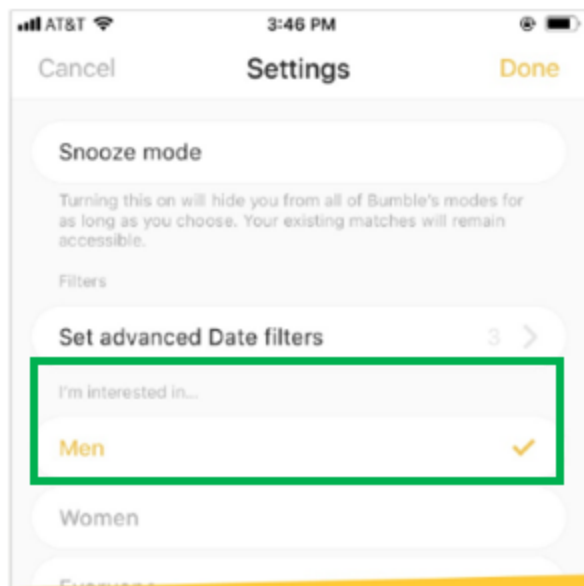 AT&T 3:46 PM
Cancel Settings Done
Snooze mode
Turning this on will hide you from all of Bumble's modes for
as long as you choose. Your existing matches will remain
accessible.
Filters
Set advanced Date filters 3
I'm interested in...
Men
Women
Everyone